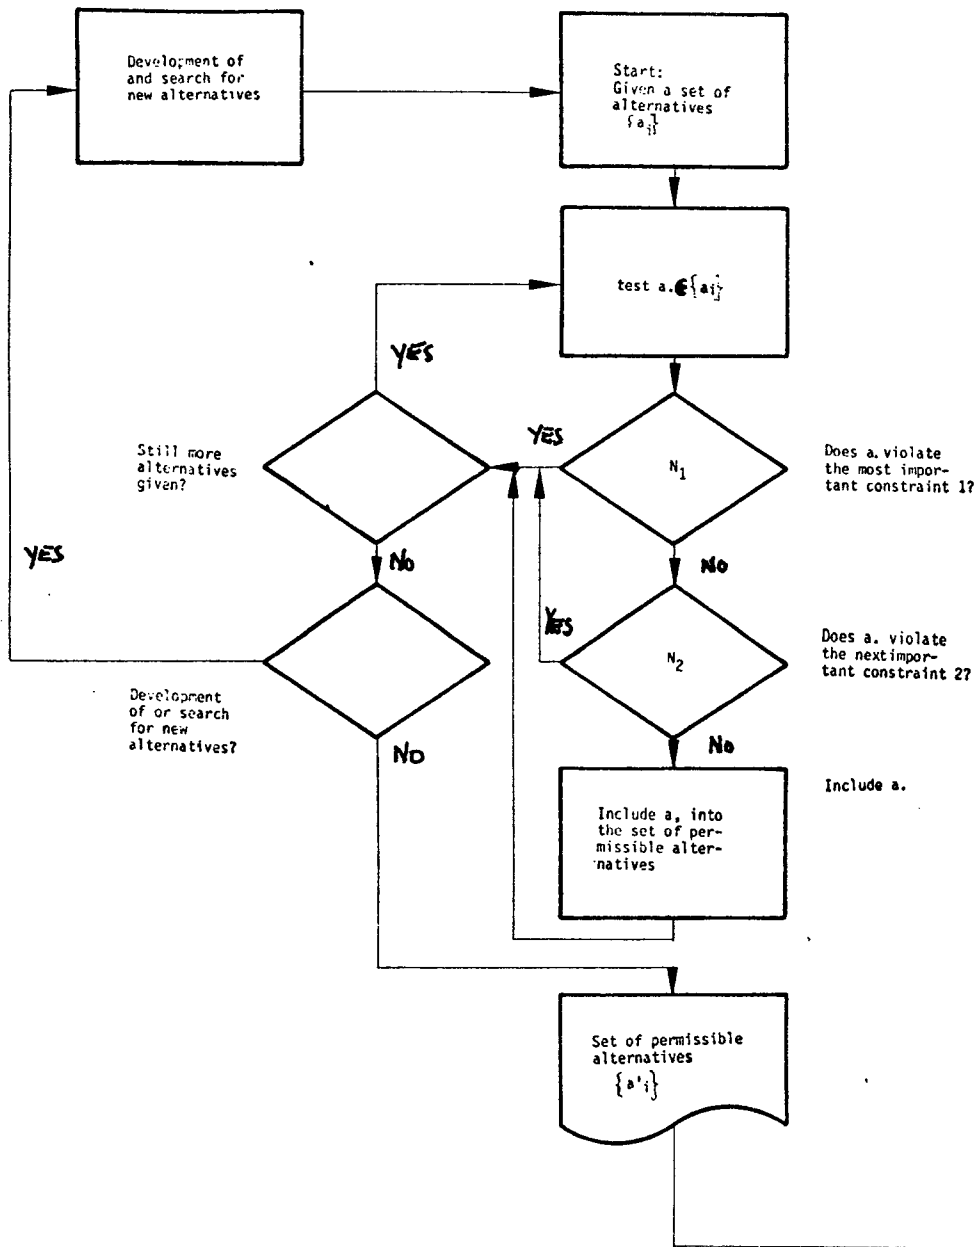 Development of
and search for
new alternatives
Start:
Given a set of
alternatives
{a_i}
test a. ∈ {a_i}
YES
Still more
alternatives
given?
YES
N_1
Does a. violate
the most impor-
tant constraint 1?
YES
No
No
YES
N_2
Does a. violate
the nextimpor-
tant constraint 2?
Development
of or search
for new
alternatives?
No
No
Include a, into
the set of per-
missible alter-
natives
Include a.
Set of permissible
alternatives
{a'_i}